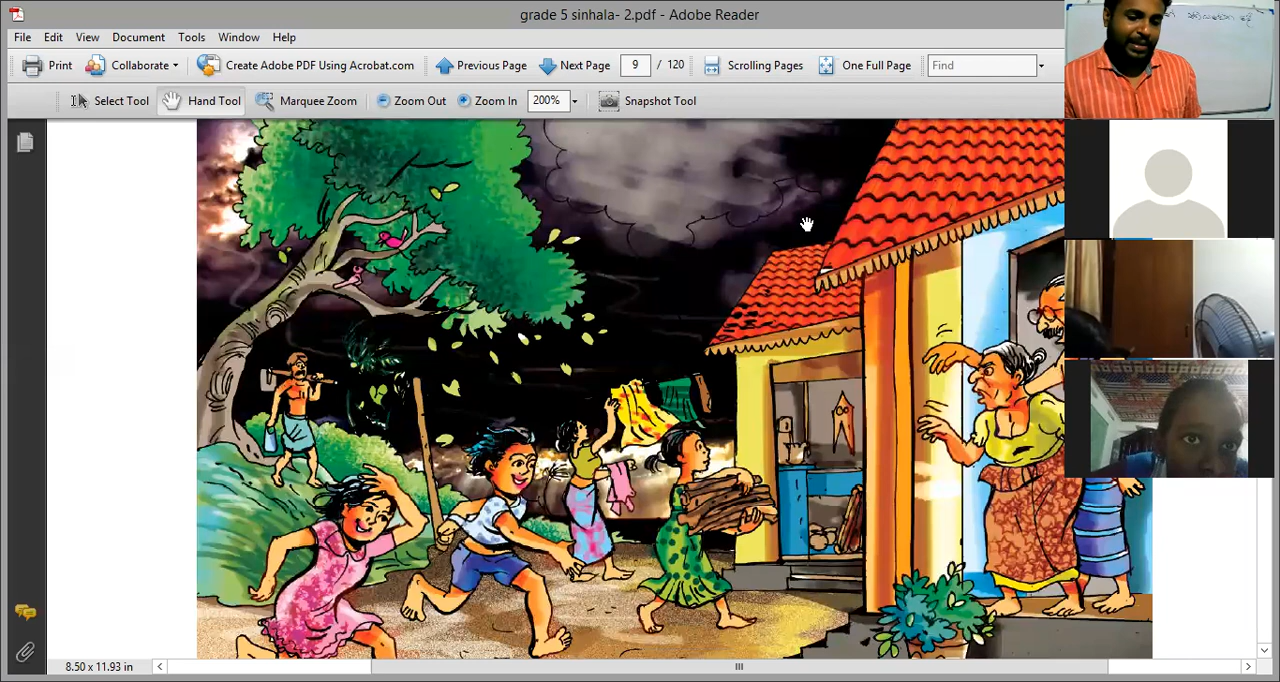 grade 5 sinhala- 2.pdf - Adobe Reader
File Edit View Document Tools Window Help
Print Collaborate Create Adobe PDF Using Acrobat.com Previous Page Next Page 9 / 120 Scrolling Pages One Full Page Find
Select Tool Hand Tool Marquee Zoom Zoom Out Zoom In 200% Snapshot Tool
8.50 x 11.93 in